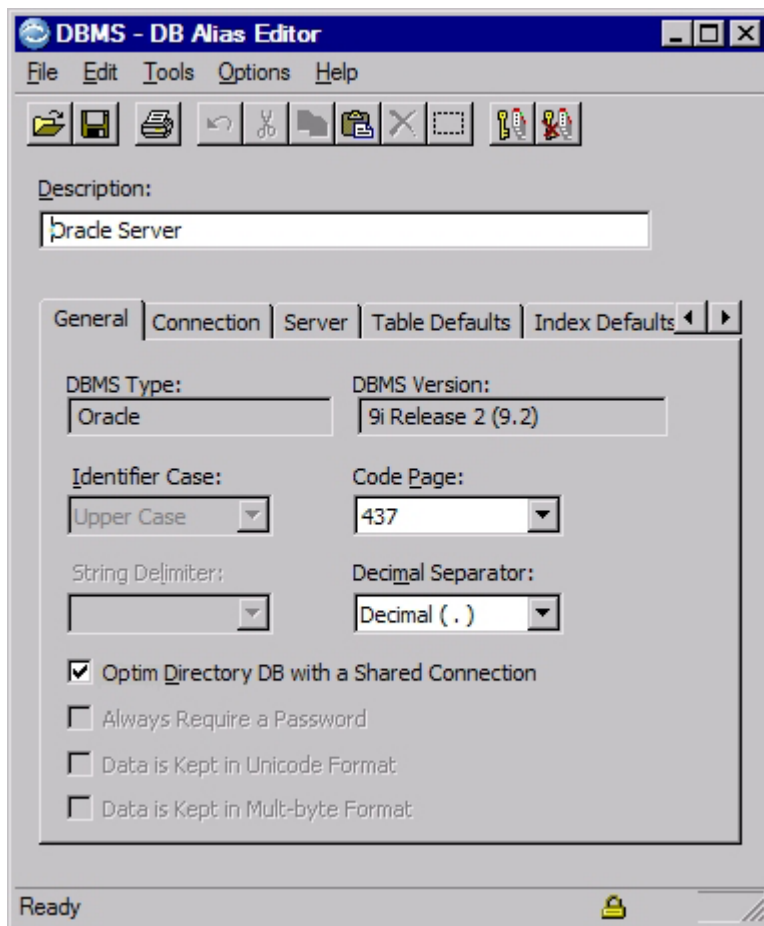 DBMS - DB Alias Editor
File Edit Tools Options Help
Description:
Oracle Server
General Connection Server Table Defaults Index Defaults
DBMS Type: DBMS Version:
Oracle 9i Release 2 (9.2)
Identifier Case: Code Page:
Upper Case 437
String Delimiter: Decimal Separator:
Decimal ( . )
Optim Directory DB with a Shared Connection
Always Require a Password
Data is Kept in Unicode Format
Data is Kept in Mult-byte Format
Ready